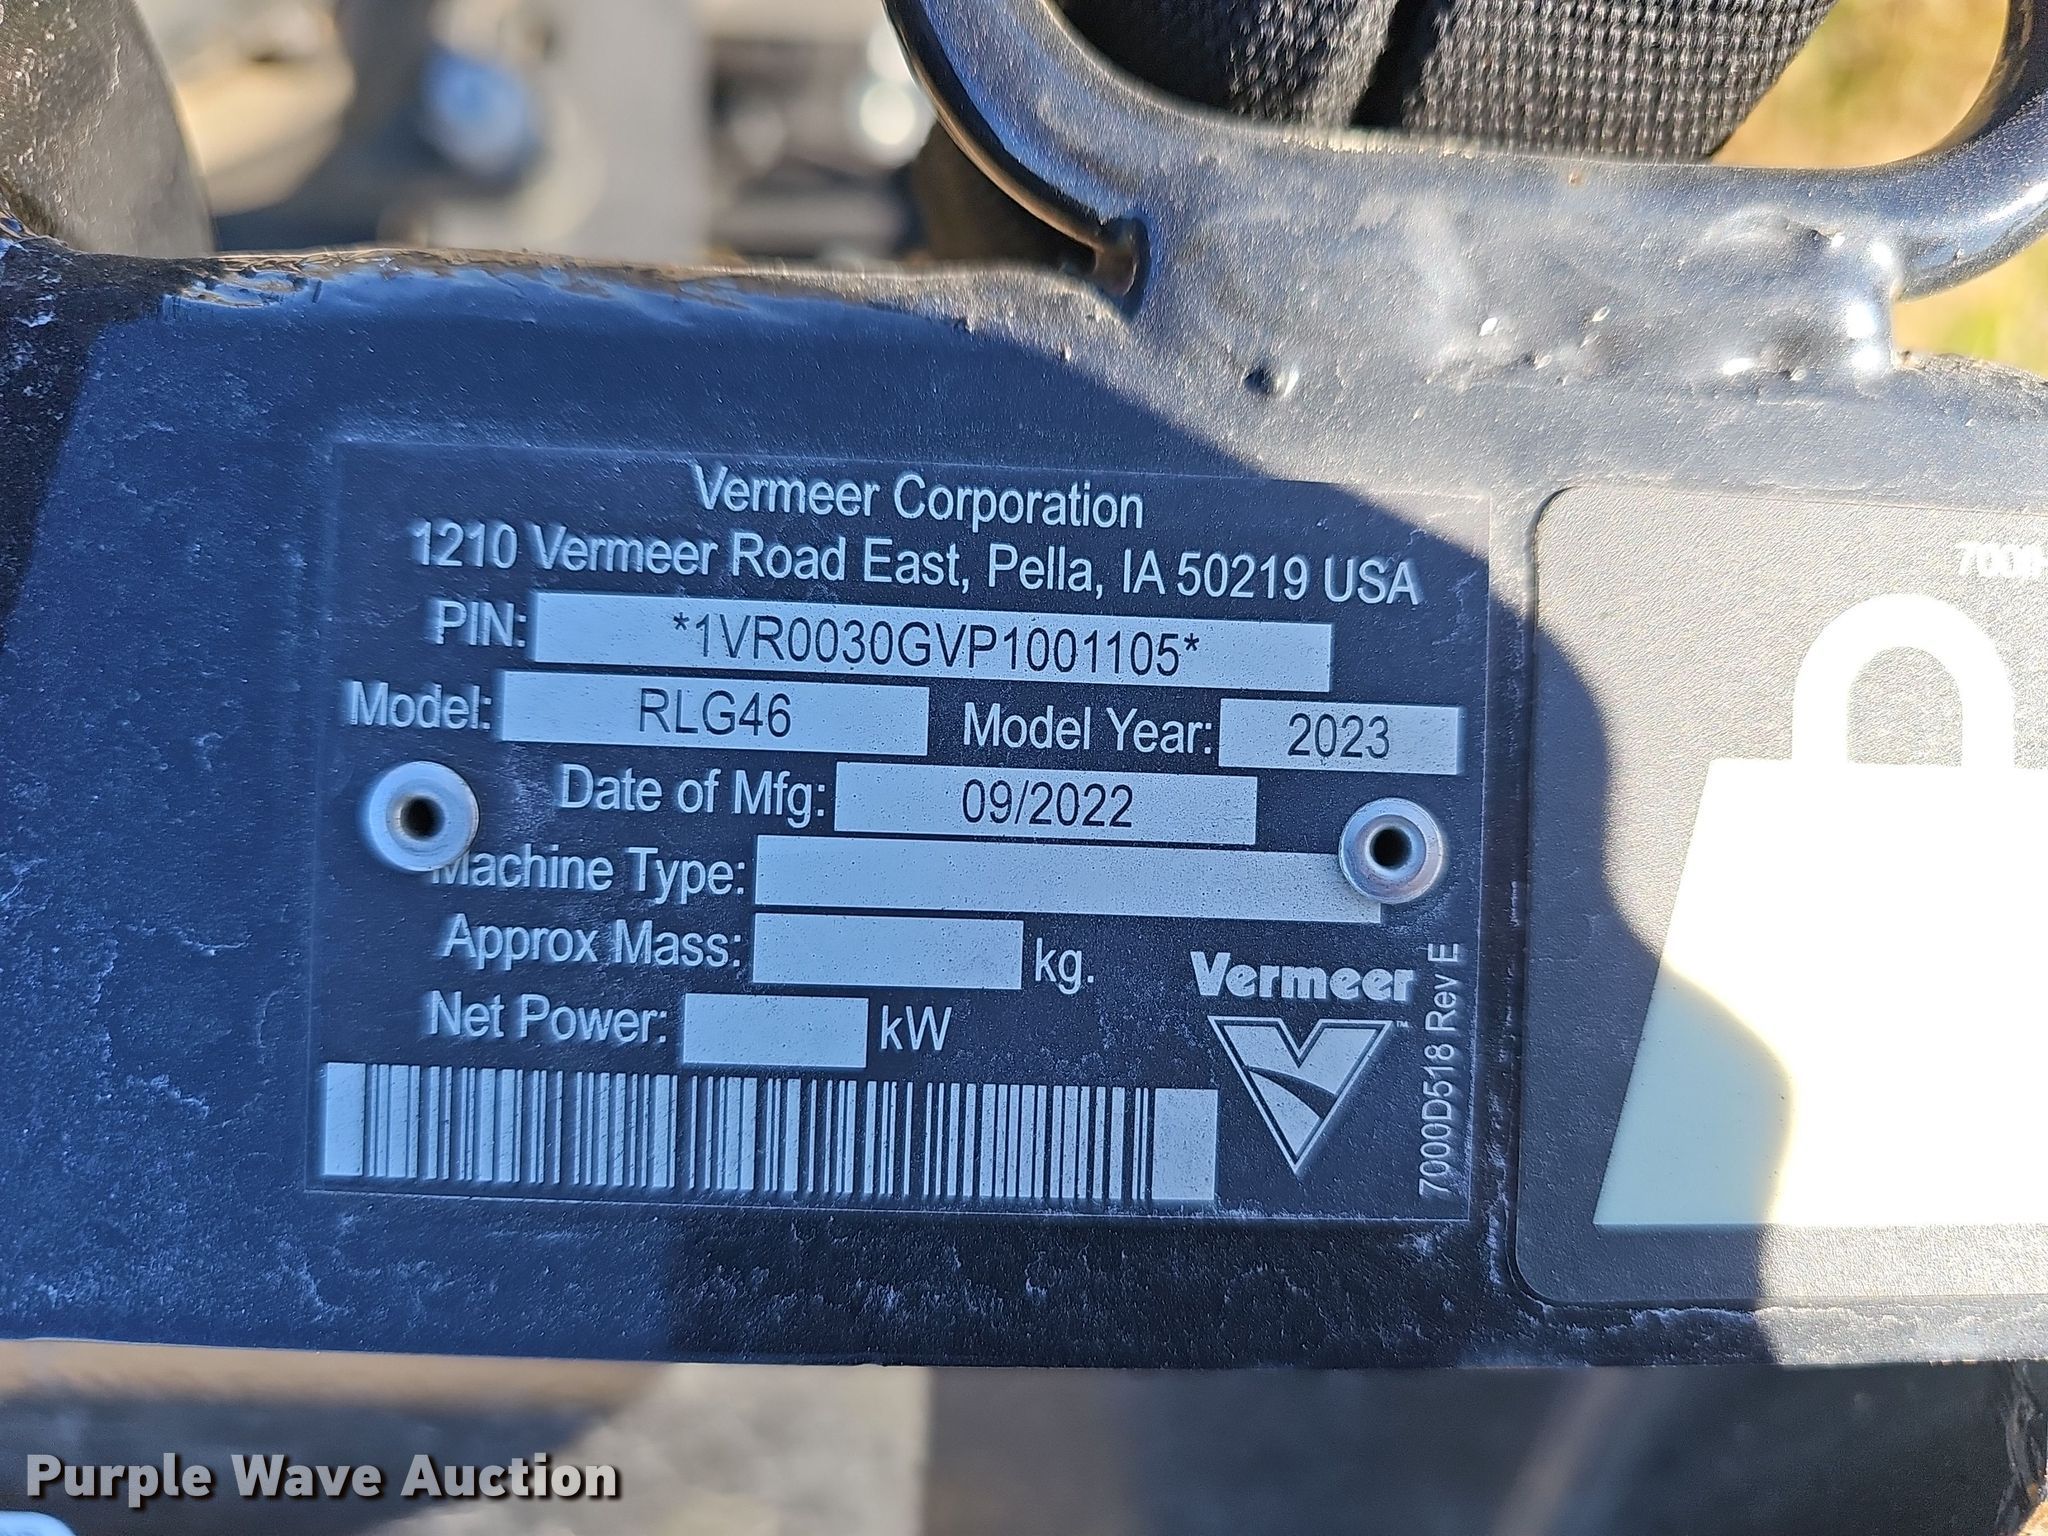 Vermeer Corporation
1210 Vermeer Road East, Pella, IA 50219 USA
PIN: *1VR0030GVP1001105*
Model: RLG46 Model Year: 2023
Date of Mfg: 09/2022
Machine Type:
Approx Mass: kg.
Net Power: kW
Vermeer
TM
7000D518 Rev E
Purple Wave Auction